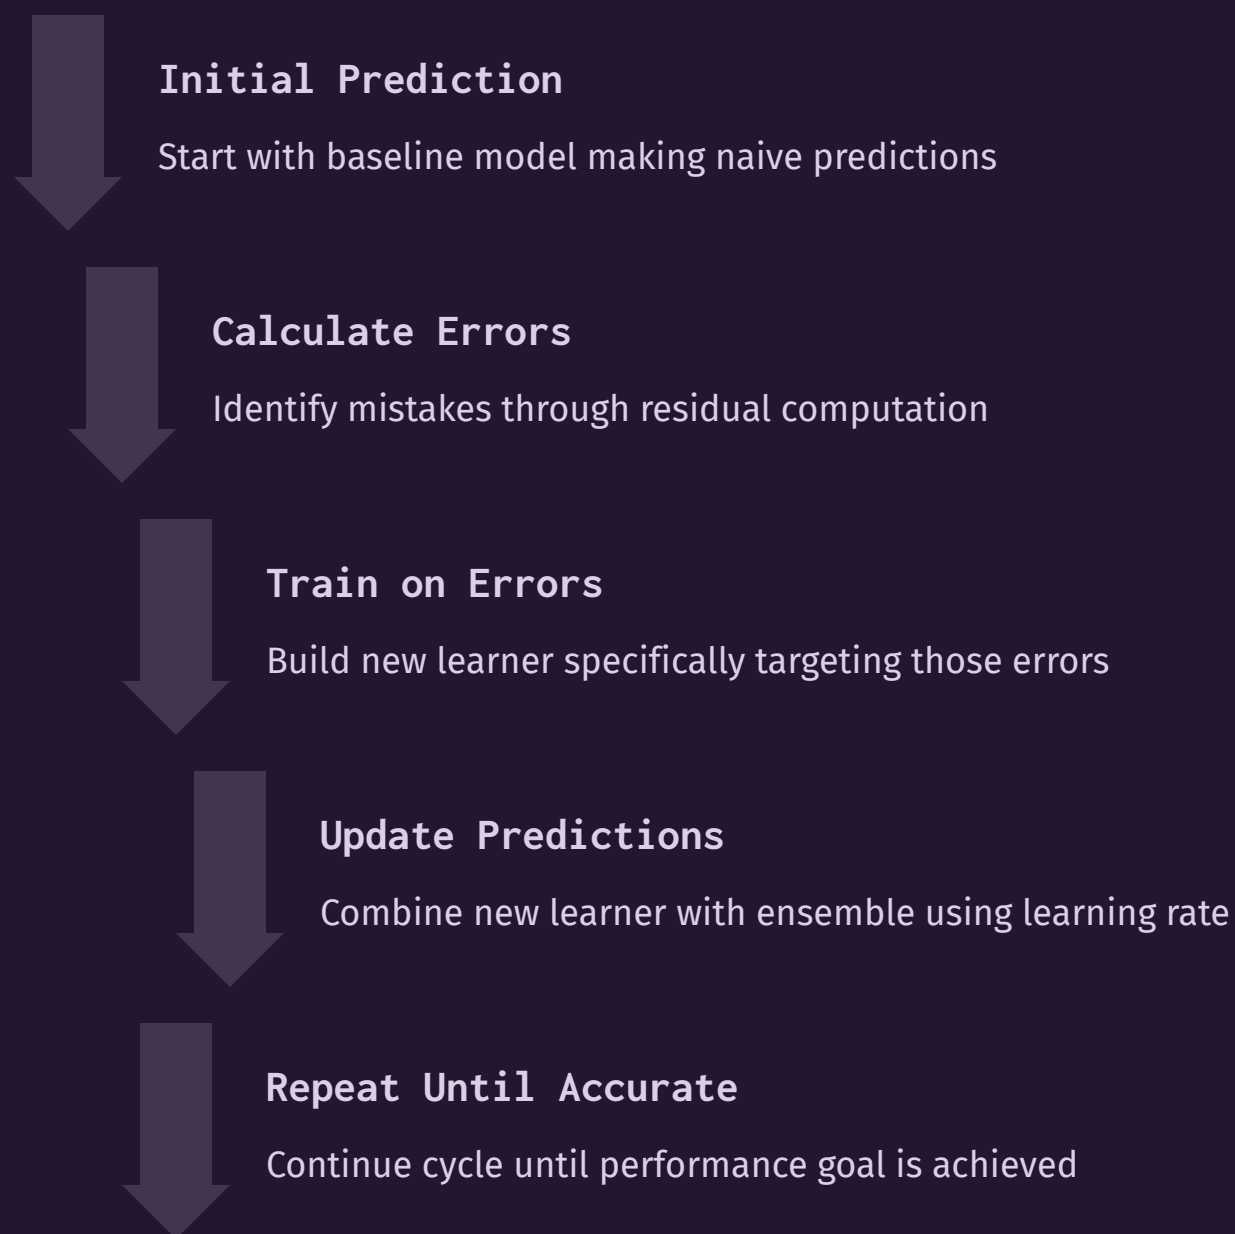 Initial Prediction
Start with baseline model making naive predictions
Calculate Errors
Identify mistakes through residual computation
Train on Errors
Build new learner specifically targeting those errors
Update Predictions
Combine new learner with ensemble using learning rate
Repeat Until Accurate
Continue cycle until performance goal is achieved